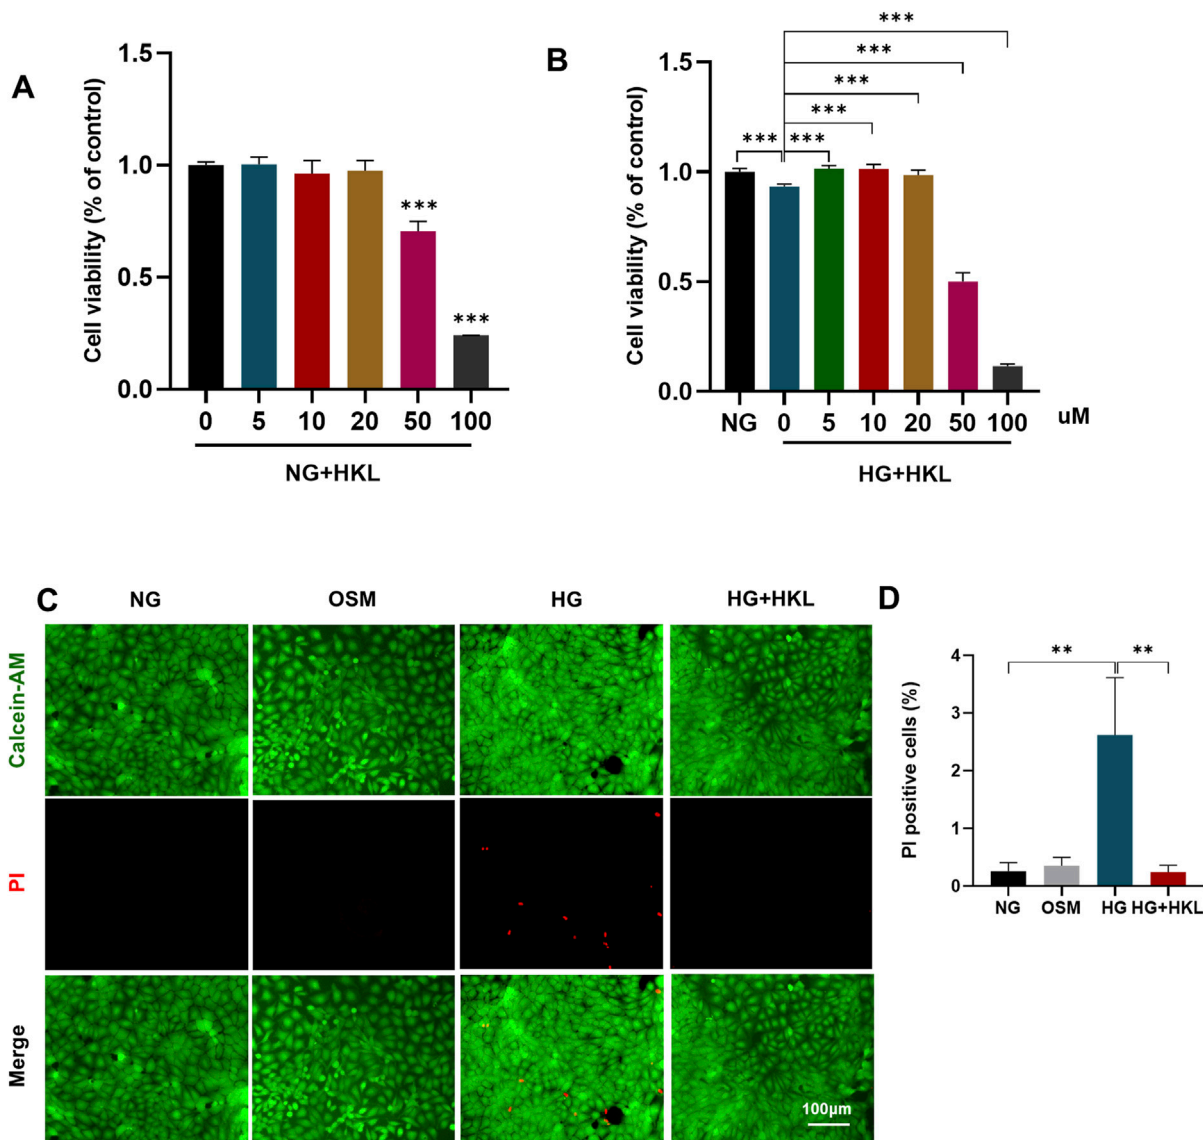 A
Cell viability (% of control)
1.5
1.0
0.5
0.0
***
***
0 5 10 20 50 100
NG+HKL
B
Cell viability (% of control)
1.5
1.0
0.5
0.0
***
***
***
***
*** ***
NG 0 5 10 20 50 100 uM
HG+HKL
C
NG OSM HG HG+HKL
Calcein-AM
PI
Merge
100μm
D
PI positive cells (%)
4
3
2
1
0
** **
NG OSM HG HG+HKL